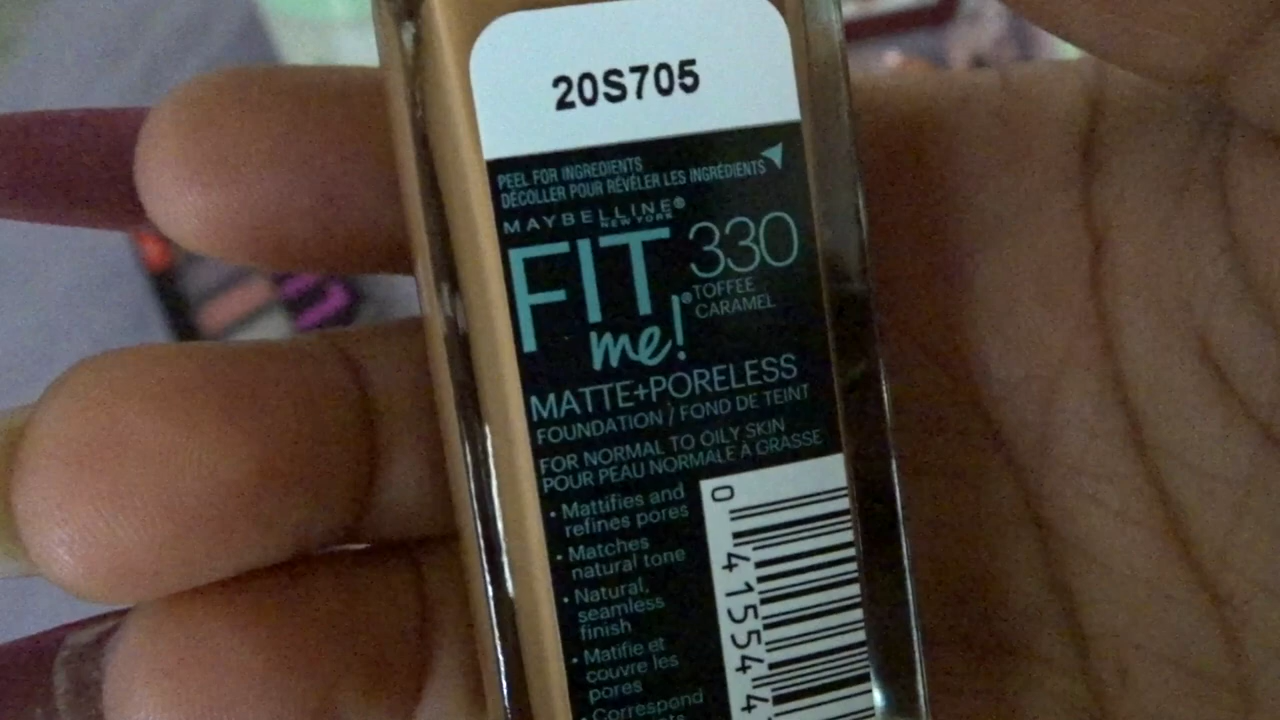 20S705
PEEL FOR INGREDIENTS
DÉCOLLER POUR RÉVÉLER LES INGRÉDIENTS
MAYBELLINE®
NEW YORK
FIT
me!®
330
TOFFEE
CARAMEL
MATTE+PORELESS
FOUNDATION / FOND DE TEINT
FOR NORMAL TO OILY SKIN
POUR PEAU NORMALE À GRASSE
• Mattifies and
refines pores
• Matches
natural tone
• Natural,
seamless
finish
• Matifie et
couvre les
pores
• Correspond
0 41554 4